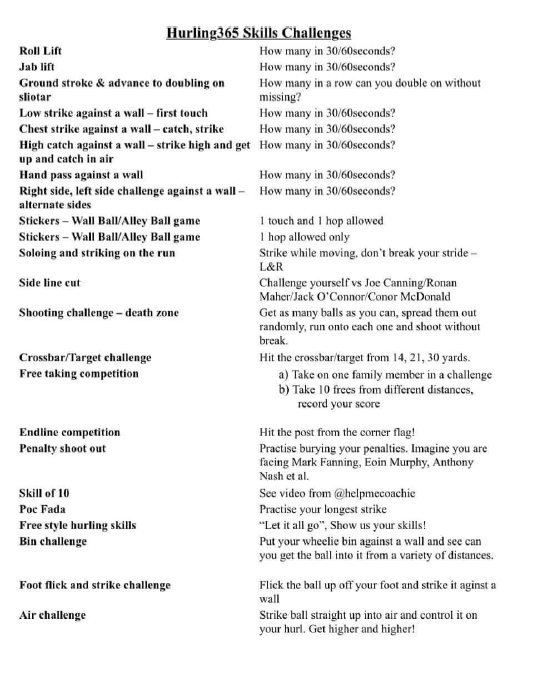 Hurling365 Skills Challenges
Roll Lift How many in 30/60seconds?
Jab lift How many in 30/60seconds?
Ground stroke & advance to doubling on How many in a row can you double on without
sliotar missing?
Low strike against a wall – first touch How many in 30/60seconds?
Chest strike against a wall – catch, strike How many in 30/60seconds?
High catch against a wall – strike high and get How many in 30/60seconds?
up and catch in air
Hand pass against a wall How many in 30/60seconds?
Right side, left side challenge against a wall – How many in 30/60seconds?
alternate sides
Stickers – Wall Ball/Alley Ball game 1 touch and 1 hop allowed
Stickers – Wall Ball/Alley Ball game 1 hop allowed only
Soloing and striking on the run Strike while moving, don't break your stride –
L&R
Side line cut Challenge yourself vs Joe Canning/Ronan
Maher/Jack O'Connor/Conor McDonald
Shooting challenge – death zone Get as many balls as you can, spread them out
randomly, run onto each one and shoot without
break.
Crossbar/Target challenge Hit the crossbar/target from 14, 21, 30 yards.
Free taking competition a) Take on one family member in a challenge
b) Take 10 frees from different distances,
record your score
Endline competition Hit the post from the corner flag!
Penalty shoot out Practise burying your penalties. Imagine you are
facing Mark Fanning, Eoin Murphy, Anthony
Nash et al.
Skill of 10 See video from @helpmecoachie
Poc Fada Practise your longest strike
Free style hurling skills "Let it all go", Show us your skills!
Bin challenge Put your wheelie bin against a wall and see can
you get the ball into it from a variety of distances.
Foot flick and strike challenge Flick the ball up off your foot and strike it aginst a
wall
Air challenge Strike ball straight up into air and control it on
your hurl. Get higher and higher!